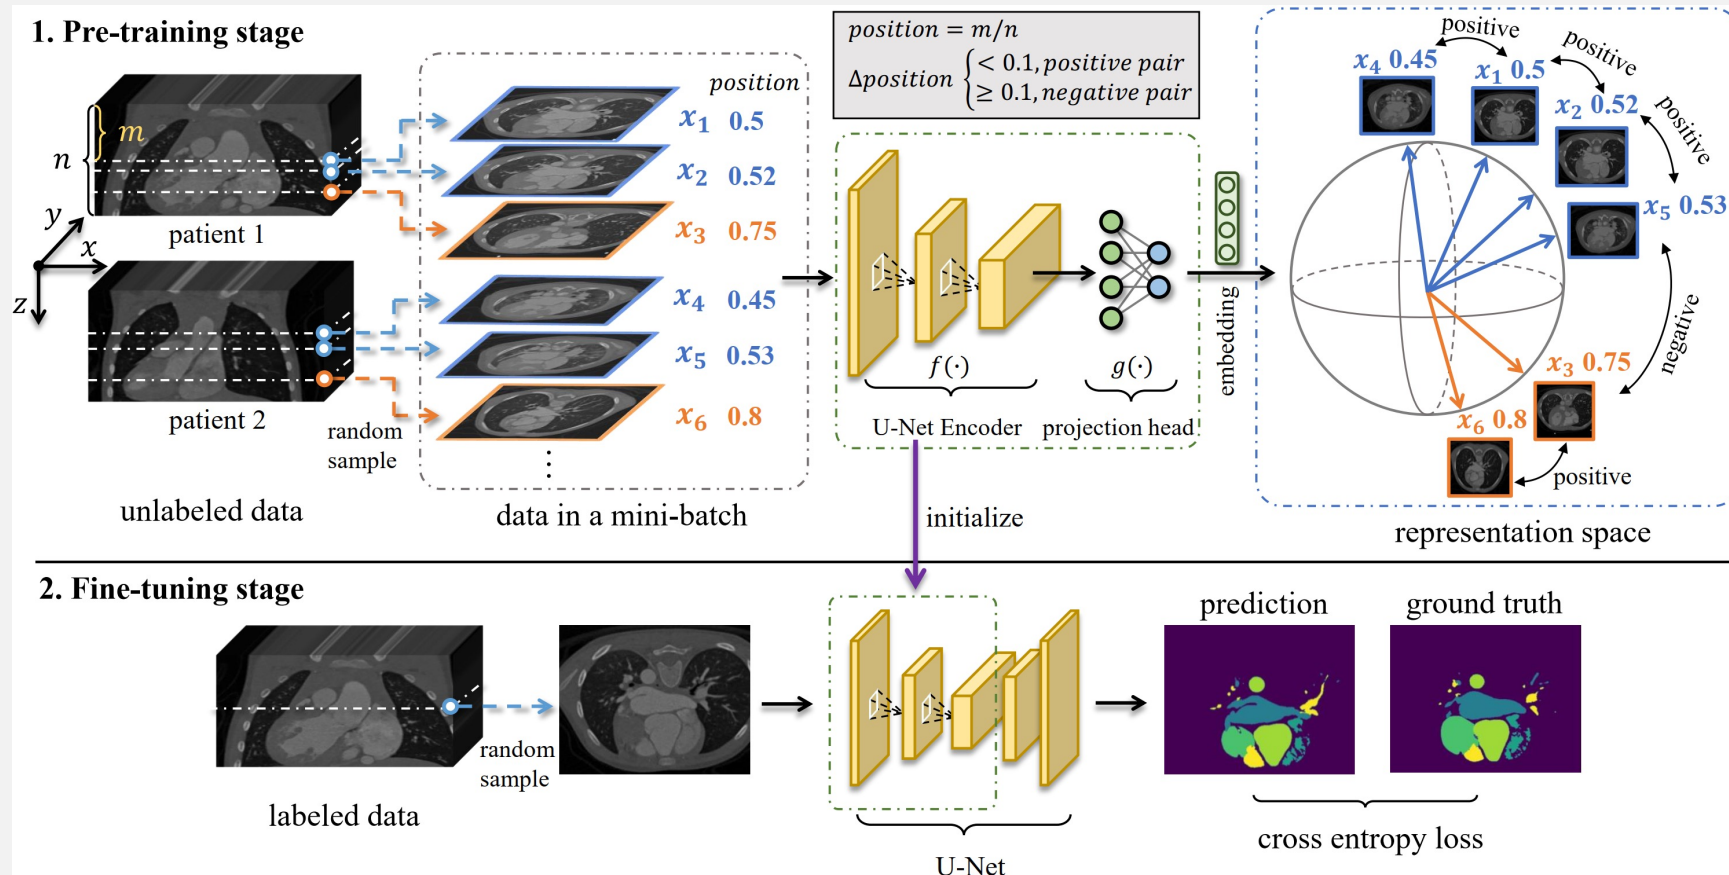 1. Pre-training stage
m
n
y
x
z
patient 1
patient 2
random
sample
unlabeled data
position
x₁ 0.5
x₂ 0.52
x₃ 0.75
x₄ 0.45
x₅ 0.53
x₆ 0.8
⋮
data in a mini-batch
position = m/n
Δposition { < 0.1, positive pair
≥ 0.1, negative pair
f(·)
g(·)
U-Net Encoder
projection head
embedding
initialize
positive
positive
positive
x₄ 0.45
x₁ 0.5
x₂ 0.52
x₅ 0.53
negative
x₃ 0.75
x₆ 0.8
positive
representation space
2. Fine-tuning stage
random
sample
labeled data
U-Net
prediction
ground truth
cross entropy loss